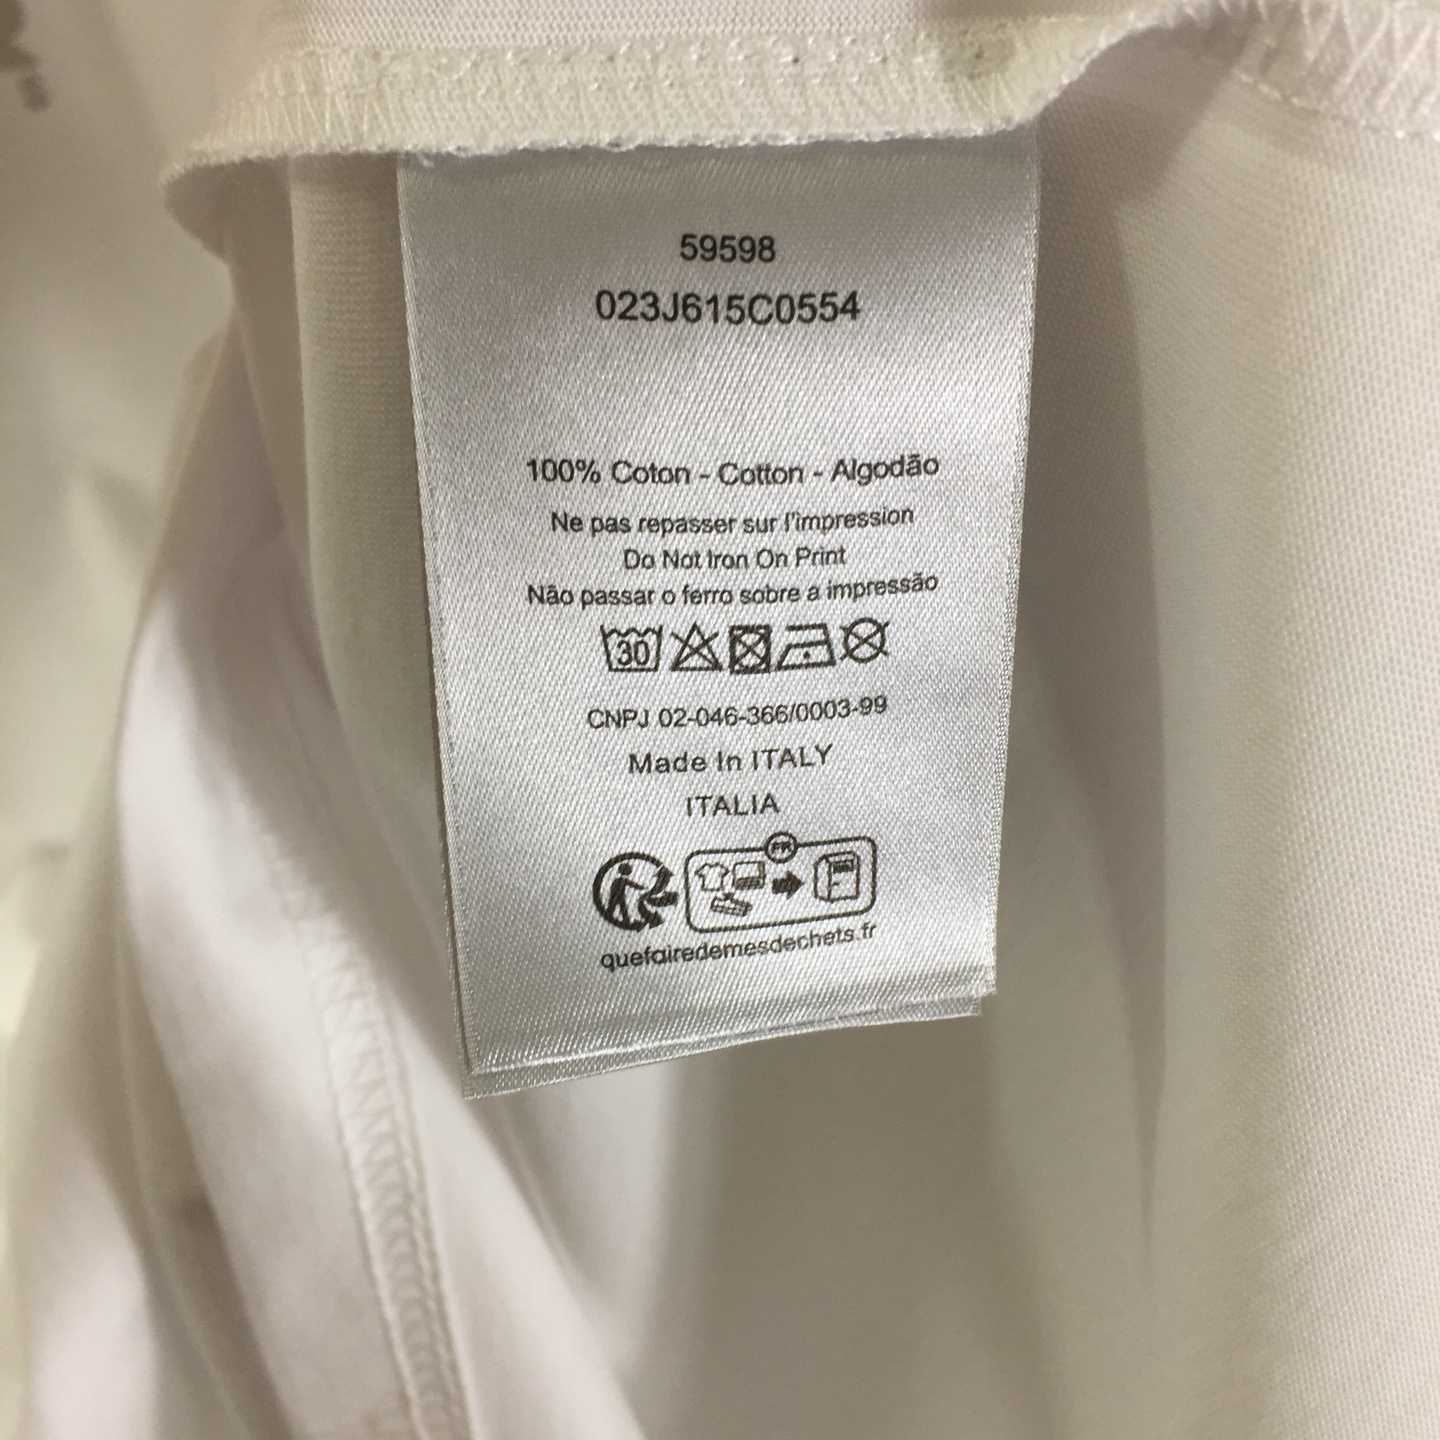 59598
023J615C0554
100% Coton - Cotton - Algodão
Ne pas repasser sur l'impression
Do Not Iron On Print
Não passar o ferro sobre a impressão
30
CNPJ 02-046-366/0003-99
Made In ITALY
ITALIA
FR
quefairedemesdechets.fr